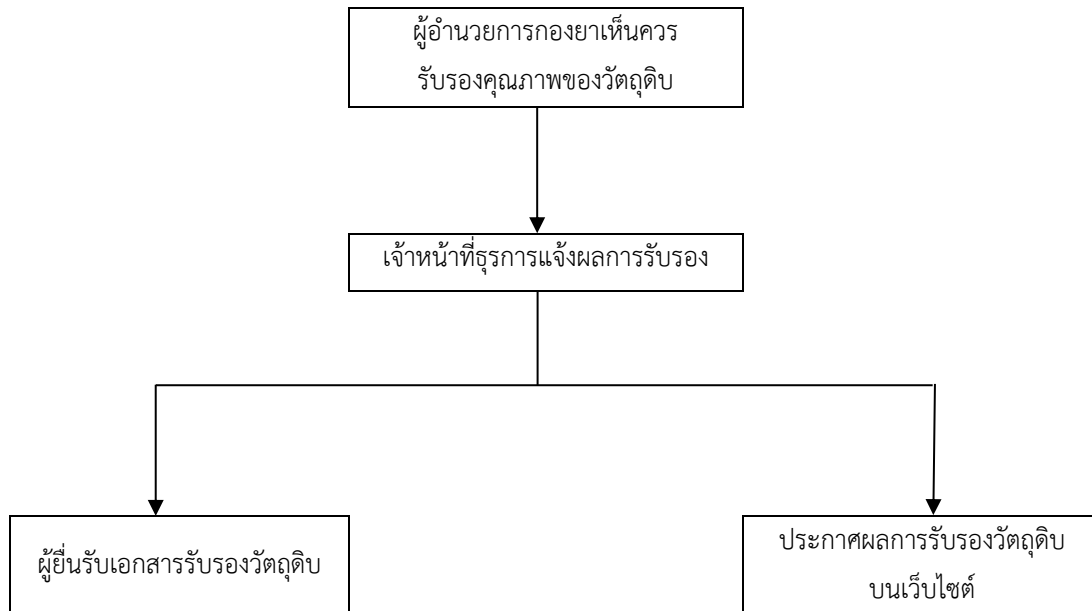 ผู้อำนวยการกองยาเห็นควร
รับรองคุณภาพของวัตถุดิบ
เจ้าหน้าที่ธุรการแจ้งผลการรับรอง
ผู้ยื่นรับเอกสารรับรองวัตถุดิบ
ประกาศผลการรับรองวัตถุดิบ
บนเว็บไซต์